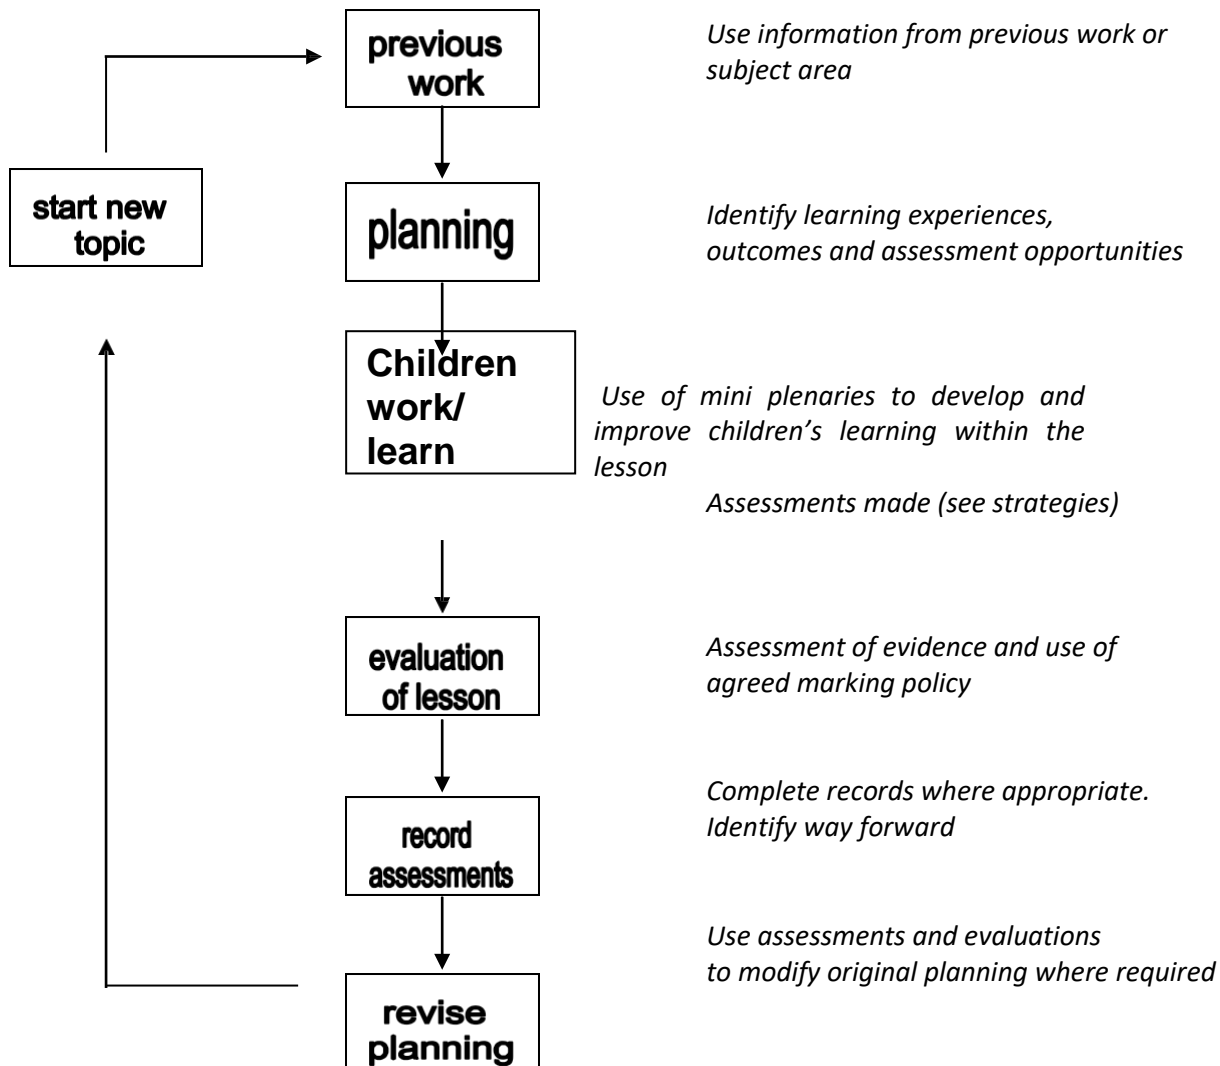 previous
work
Use information from previous work or
subject area
start new
topic
planning
Identify learning experiences,
outcomes and assessment opportunities
Children
work/
learn
Use of mini plenaries to develop and
improve children’s learning within the
lesson
Assessments made (see strategies)
evaluation
of lesson
Assessment of evidence and use of
agreed marking policy
record
assessments
Complete records where appropriate.
Identify way forward
Use assessments and evaluations
to modify original planning where required
revise
planning